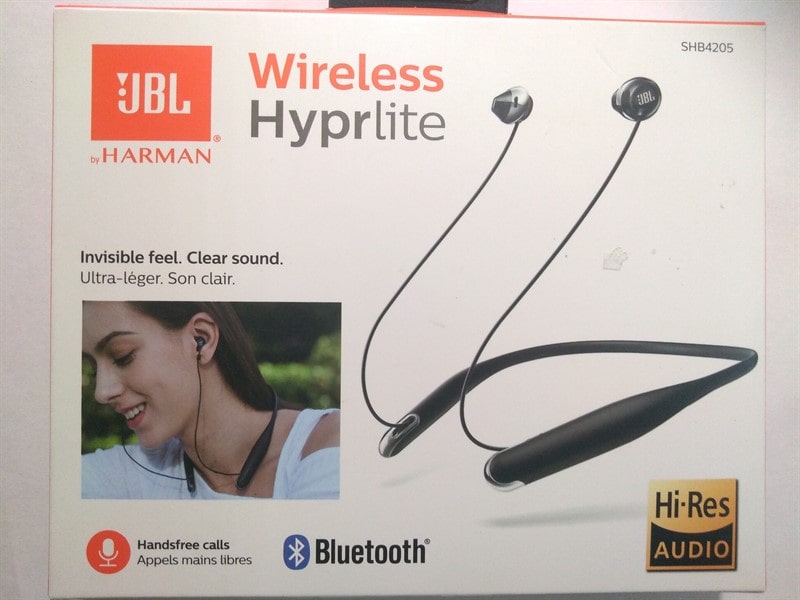 JBL
®
by HARMAN
Wireless
Hyprlite
SHB4205
JBL
Invisible feel. Clear sound.
Ultra-léger. Son clair.
Handsfree calls
Appels mains libres
Bluetooth®
Hi-Res
AUDIO